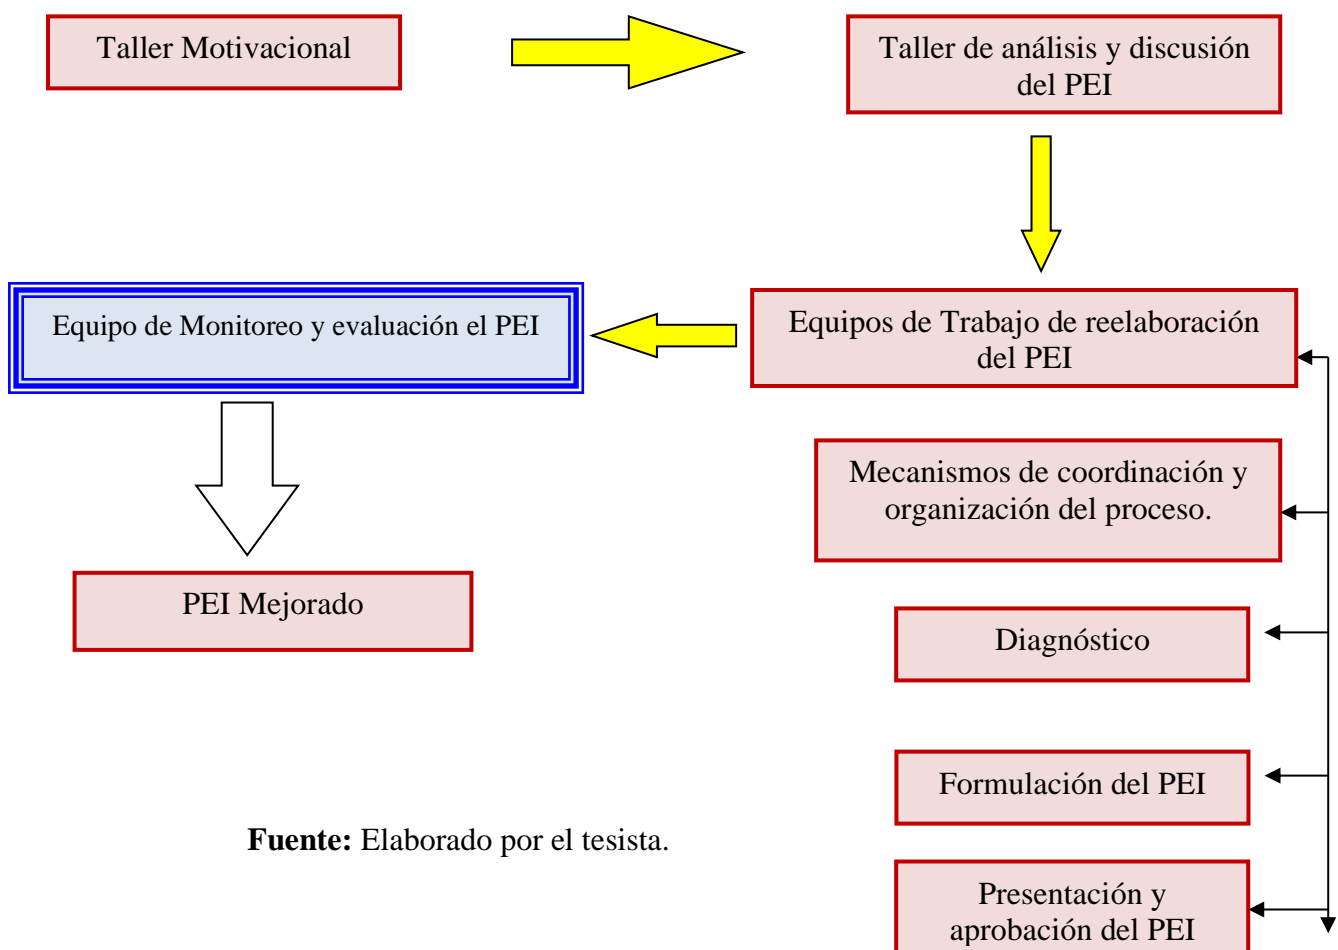 Taller Motivacional
Taller de análisis y discusión
del PEI
Equipo de Monitoreo y evaluación el PEI
Equipos de Trabajo de reelaboración
del PEI
Mecanismos de coordinación y
organización del proceso.
PEI Mejorado
Diagnóstico
Formulación del PEI
Fuente: Elaborado por el tesista.
Presentación y
aprobación del PEI